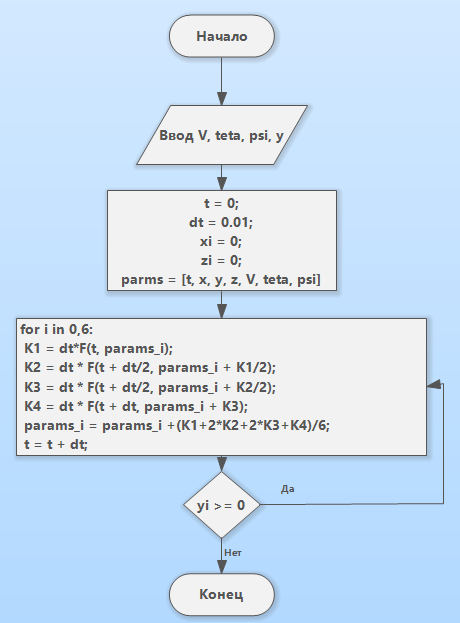 Начало
Ввод V, teta, psi, y
t = 0;
dt = 0.01;
xi = 0;
zi = 0;
parms = [t, x, y, z, V, teta, psi]
for i in 0,6:
K1 = dt*F(t, params_i);
K2 = dt * F(t + dt/2, params_i + K1/2);
K3 = dt * F(t + dt/2, params_i + K2/2);
K4 = dt * F(t + dt, params_i + K3);
params_i = params_i +(K1+2*K2+2*K3+K4)/6;
t = t + dt;
yi >= 0
Да
Нет
Конец